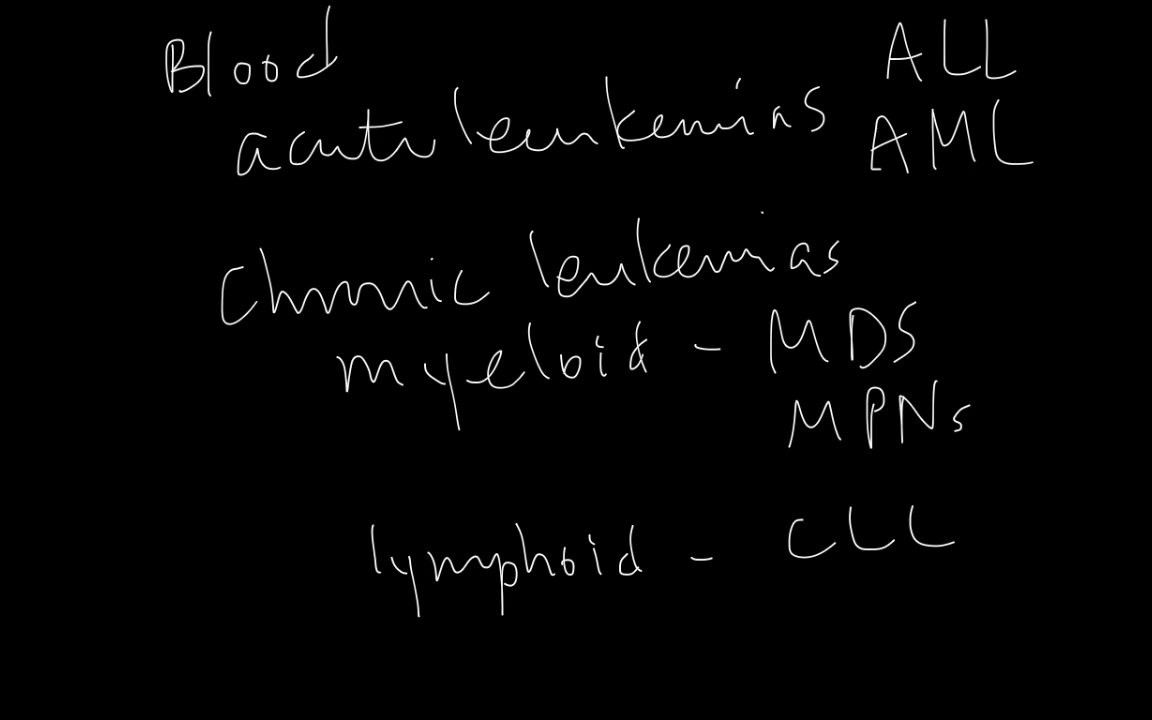 Blood
acute leukemias ALL
AML
Chronic leukemias
myeloid - MDS
MPNs
lymphoid - CLL